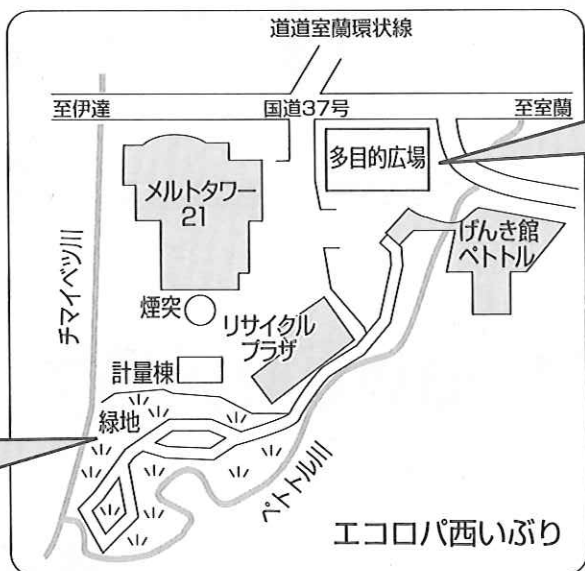 道道室蘭環状線
至伊達
国道37号
至室蘭
多目的広場
メルトタワー
21
げんき館
ペトトル
チマイベツ川
煙突
リサイクル
プラザ
計量棟
緑地
ペトトル川
エコロパ西いぶり